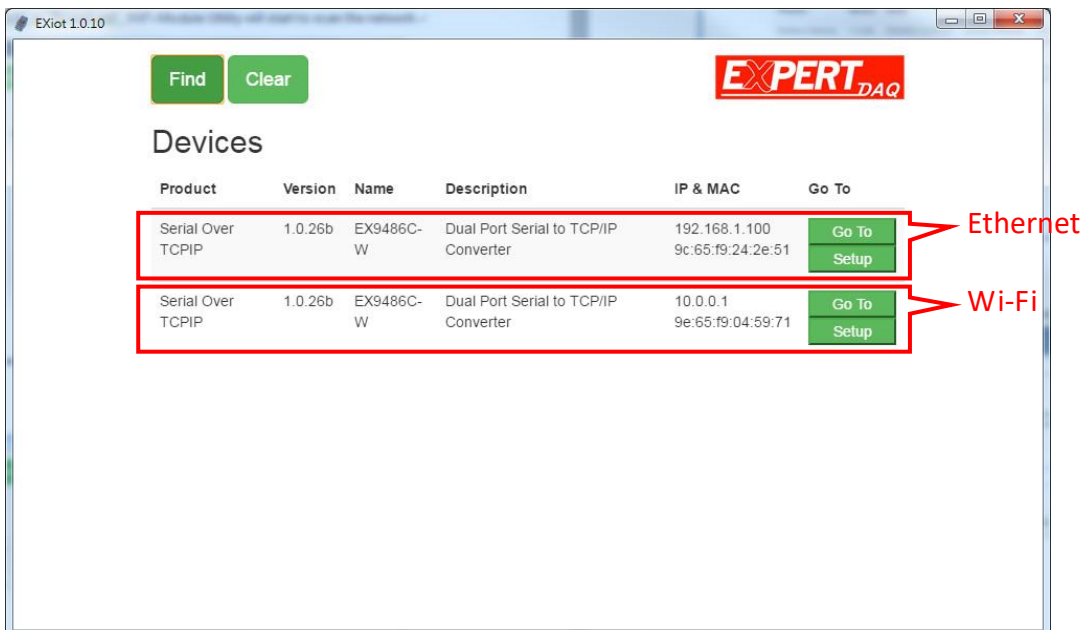 EXiot 1.0.10
Find Clear
EXPERT DAQ
Devices
Product Version Name Description IP & MAC Go To
Serial Over 1.0.26b EX9486C- Dual Port Serial to TCP/IP 192.168.1.100 Go To Ethernet
TCPIP W Converter 9c:65:f9:24:2e:51 Setup
Serial Over 1.0.26b EX9486C- Dual Port Serial to TCP/IP 10.0.0.1 Go To Wi-Fi
TCPIP W Converter 9e:65:f9:04:59:71 Setup